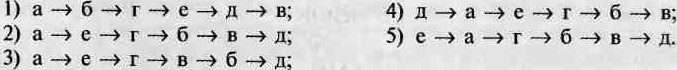 1) а → б → г → е → д → в;
2) а → е → г → б → в → д;
3) а → е → г → в → б → д;
4) д → а → е → г → б → в;
5) е → а → г → б → в → д.